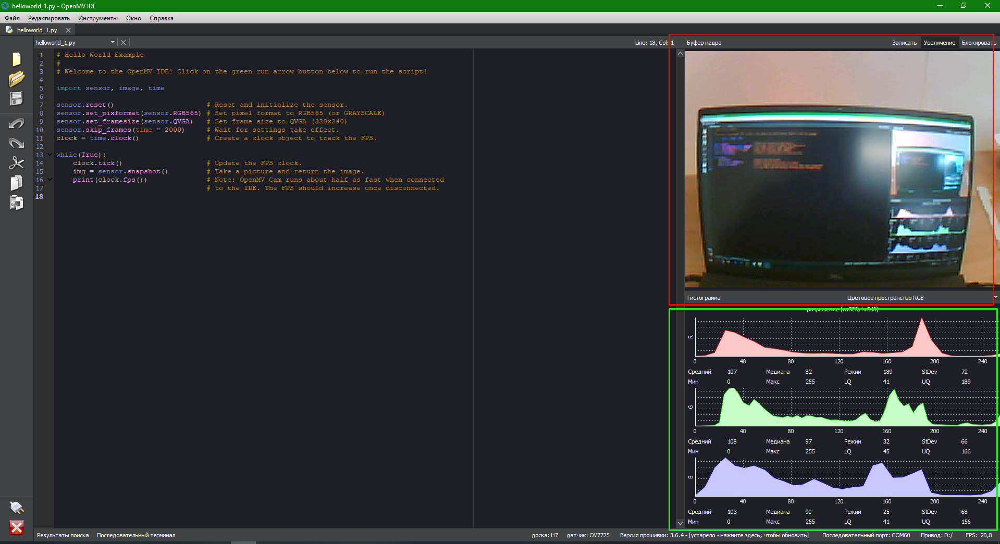 helloworld_1.py - OpenMV IDE
Файл Редактировать Инструменты Окно Справка
helloworld_1.py
helloworld_1.py Line: 18, Col: 1
1 # Hello World Example
2 #
3 # Welcome to the OpenMV IDE! Click on the green run arrow button below to run the script!
4
5 import sensor, image, time
6
7 sensor.reset() # Reset and initialize the sensor.
8 sensor.set_pixformat(sensor.RGB565) # Set pixel format to RGB565 (or GRAYSCALE)
9 sensor.set_framesize(sensor.QVGA) # Set frame size to QVGA (320x240)
10 sensor.skip_frames(time = 2000) # Wait for settings take effect.
11 clock = time.clock() # Create a clock object to track the FPS.
12
13 while(True):
14 clock.tick() # Update the FPS clock.
15 img = sensor.snapshot() # Take a picture and return the image.
16 print(clock.fps()) # Note: OpenMV Cam runs about half as fast when connected
17 # to the IDE. The FPS should increase once disconnected.
18
Буфер кадра Записать Увеличение Блокировать
Гистограмма Цветовое пространство RGB
разрешение (w:320, h:240)
R
0 40 80 120 160 200 240
Средний 107 Медиана 82 Режим 189 StDev 72
Мин 0 Макс 255 LQ 41 UQ 189
G
0 40 80 120 160 200 240
Средний 108 Медиана 97 Режим 32 StDev 66
Мин 0 Макс 255 LQ 45 UQ 166
B
0 40 80 120 160 200 240
Средний 103 Медиана 90 Режим 25 StDev 68
Мин 0 Макс 255 LQ 41 UQ 156
Результаты поиска Последовательный терминал доска: H7 датчик: OV7725 Версия прошивки: 3.6.4 - [устарело - нажмите здесь, чтобы обновить] Последовательный порт: COM60 Привод: D:/ FPS: 20,8